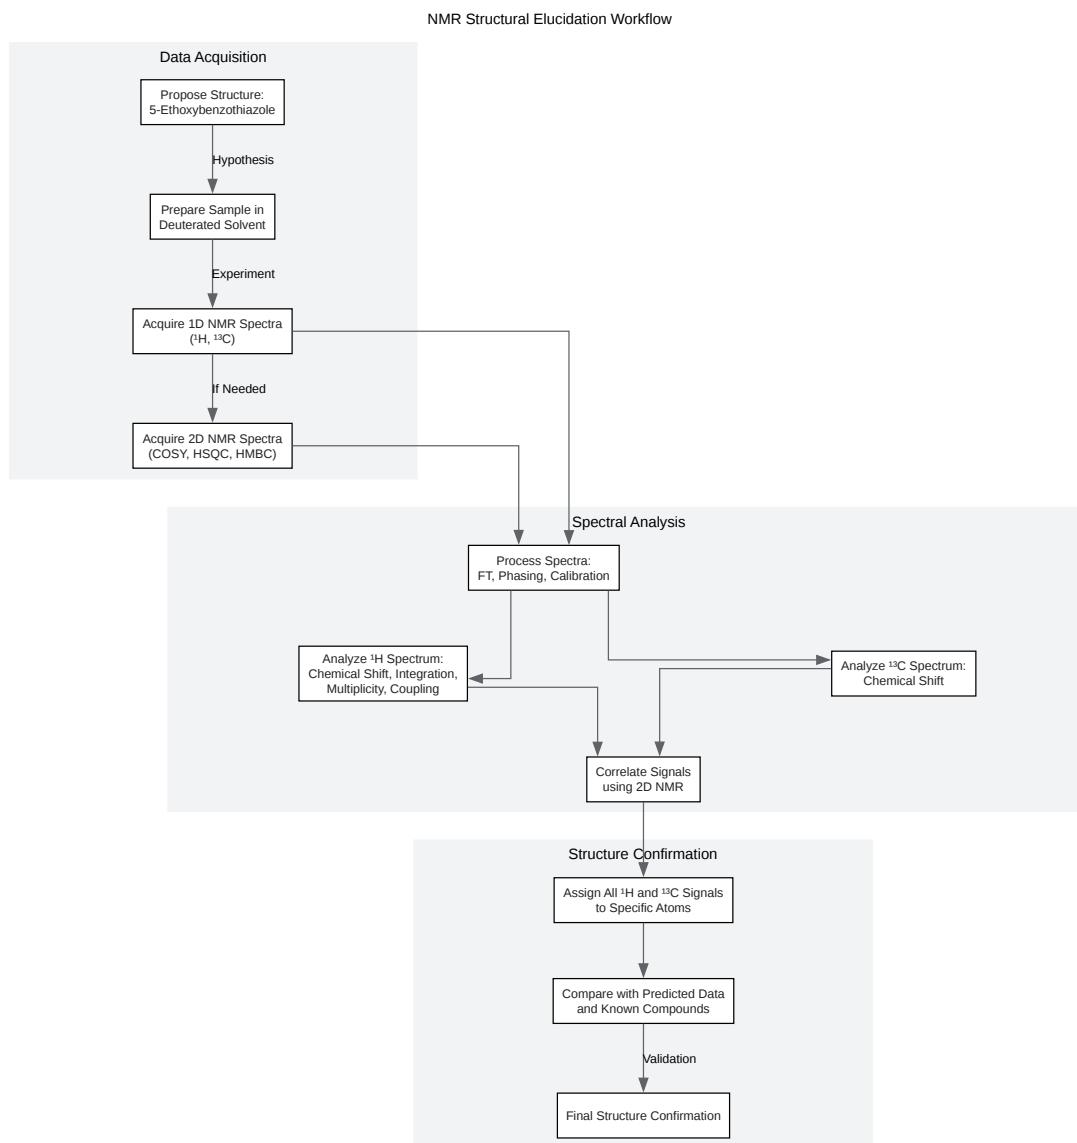 NMR Structural Elucidation Workflow
Data Acquisition
Propose Structure:
5-Ethoxybenzothiazole
Hypothesis
Prepare Sample in
Deuterated Solvent
Experiment
Acquire 1D NMR Spectra
(¹H, ¹³C)
If Needed
Acquire 2D NMR Spectra
(COSY, HSQC, HMBC)
Spectral Analysis
Process Spectra:
FT, Phasing, Calibration
Analyze ¹H Spectrum:
Chemical Shift, Integration,
Multiplicity, Coupling
Analyze ¹³C Spectrum:
Chemical Shift
Correlate Signals
using 2D NMR
Structure Confirmation
Assign All ¹H and ¹³C Signals
to Specific Atoms
Compare with Predicted Data
and Known Compounds
Validation
Final Structure Confirmation